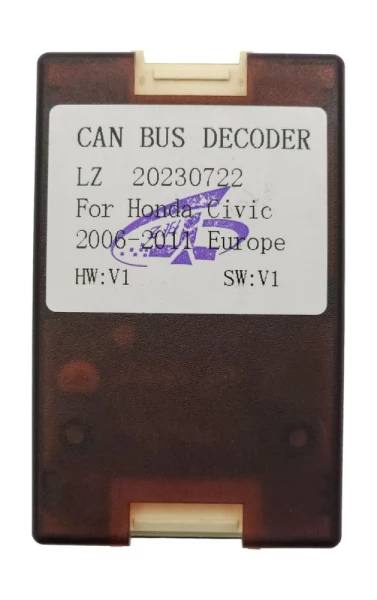 CAN BUS DECODER
LZ 20230722
For Honda Civic
2006-2011 Europe
HW:V1 SW:V1